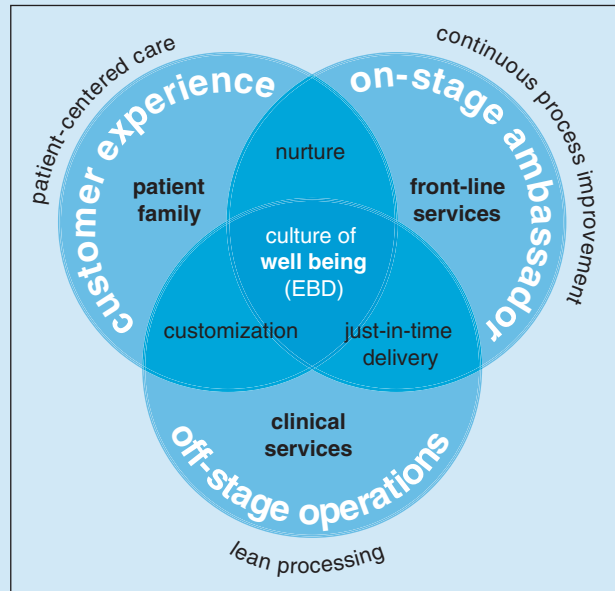 patient-centered care
continuous process improvement
customer experience
on-stage ambassador
nurture
patient
family
front-line
services
culture of
well being
(EBD)
customization
just-in-time
delivery
clinical
services
off-stage operations
lean processing